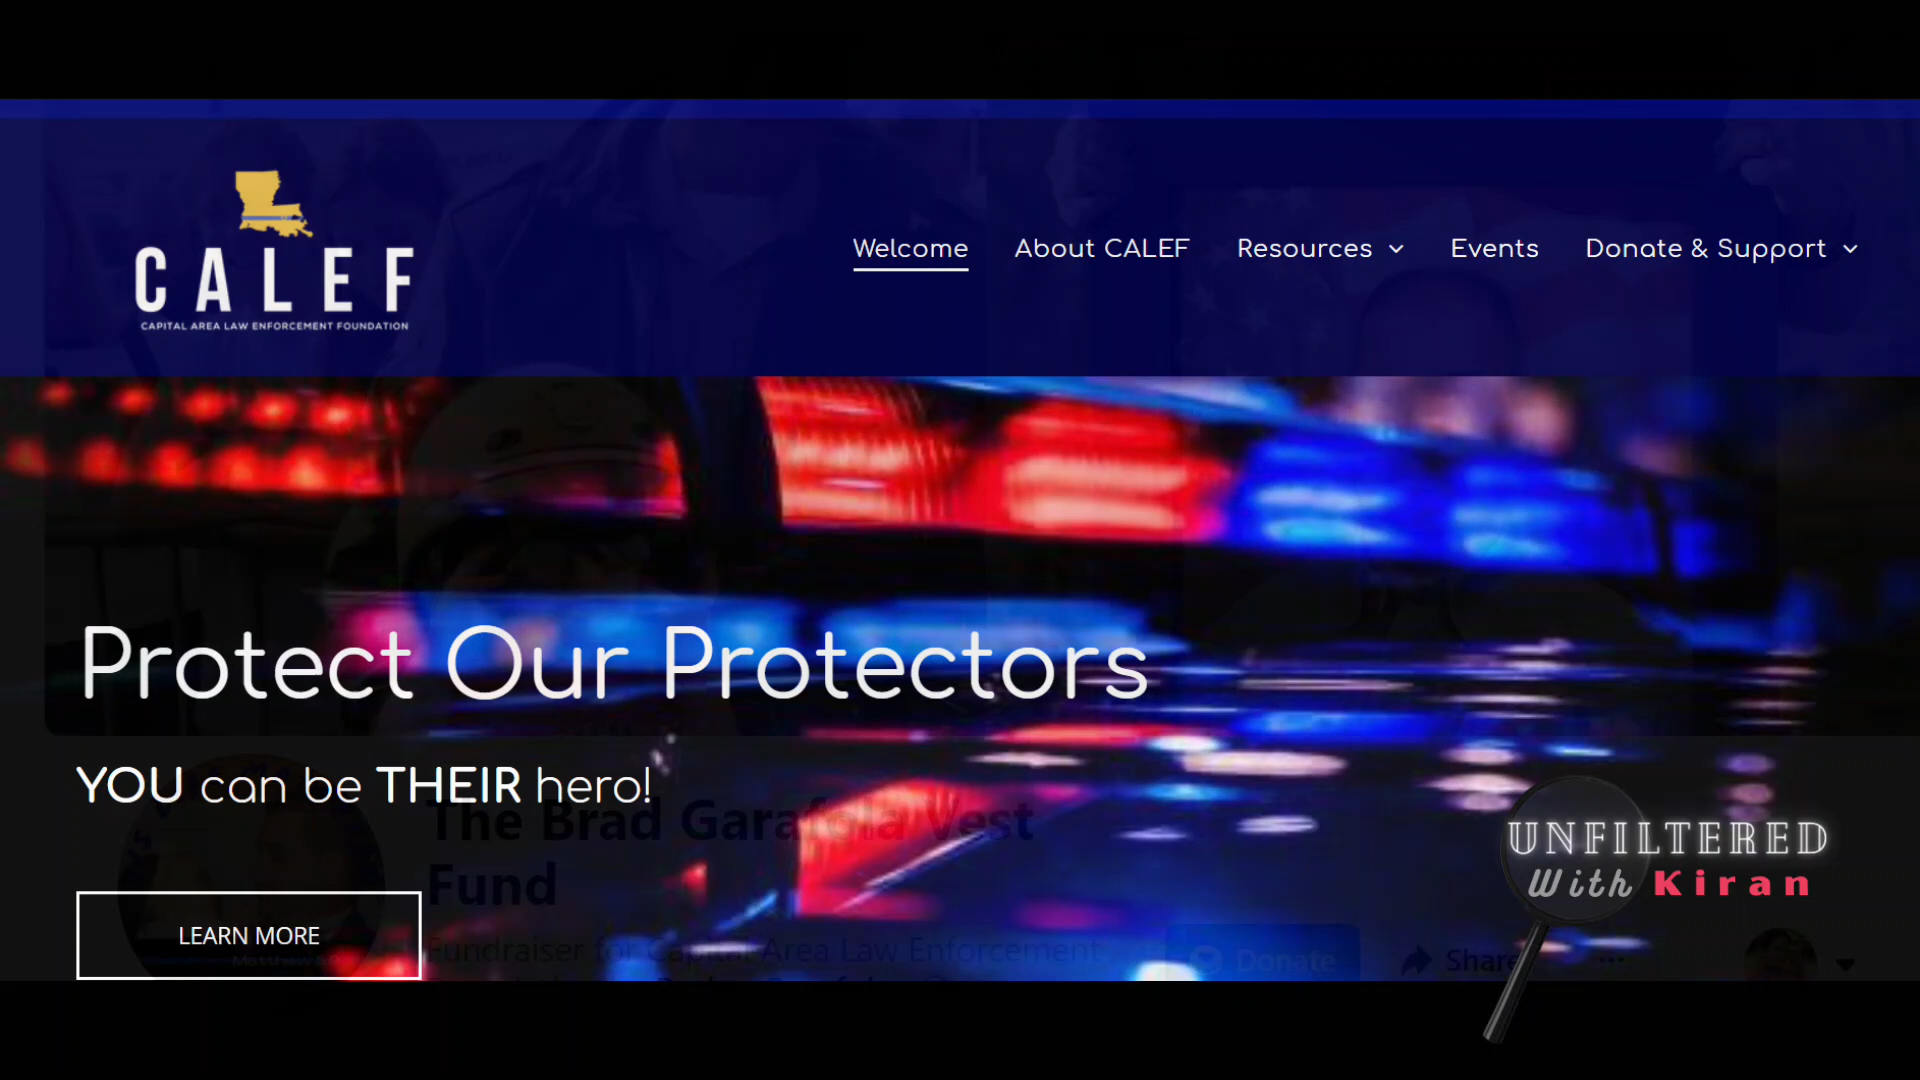 CALEF
CAPITAL AREA LAW ENFORCEMENT FOUNDATION
Welcome
About CALEF
Resources
Events
Donate & Support
Protect Our Protectors
YOU can be THEIR hero!
The Brad Garafola Vest
Fund
LEARN MORE
Fundraiser for Capital Area Law Enforcement
Donate
Share
UNFILTERED
With Kiran